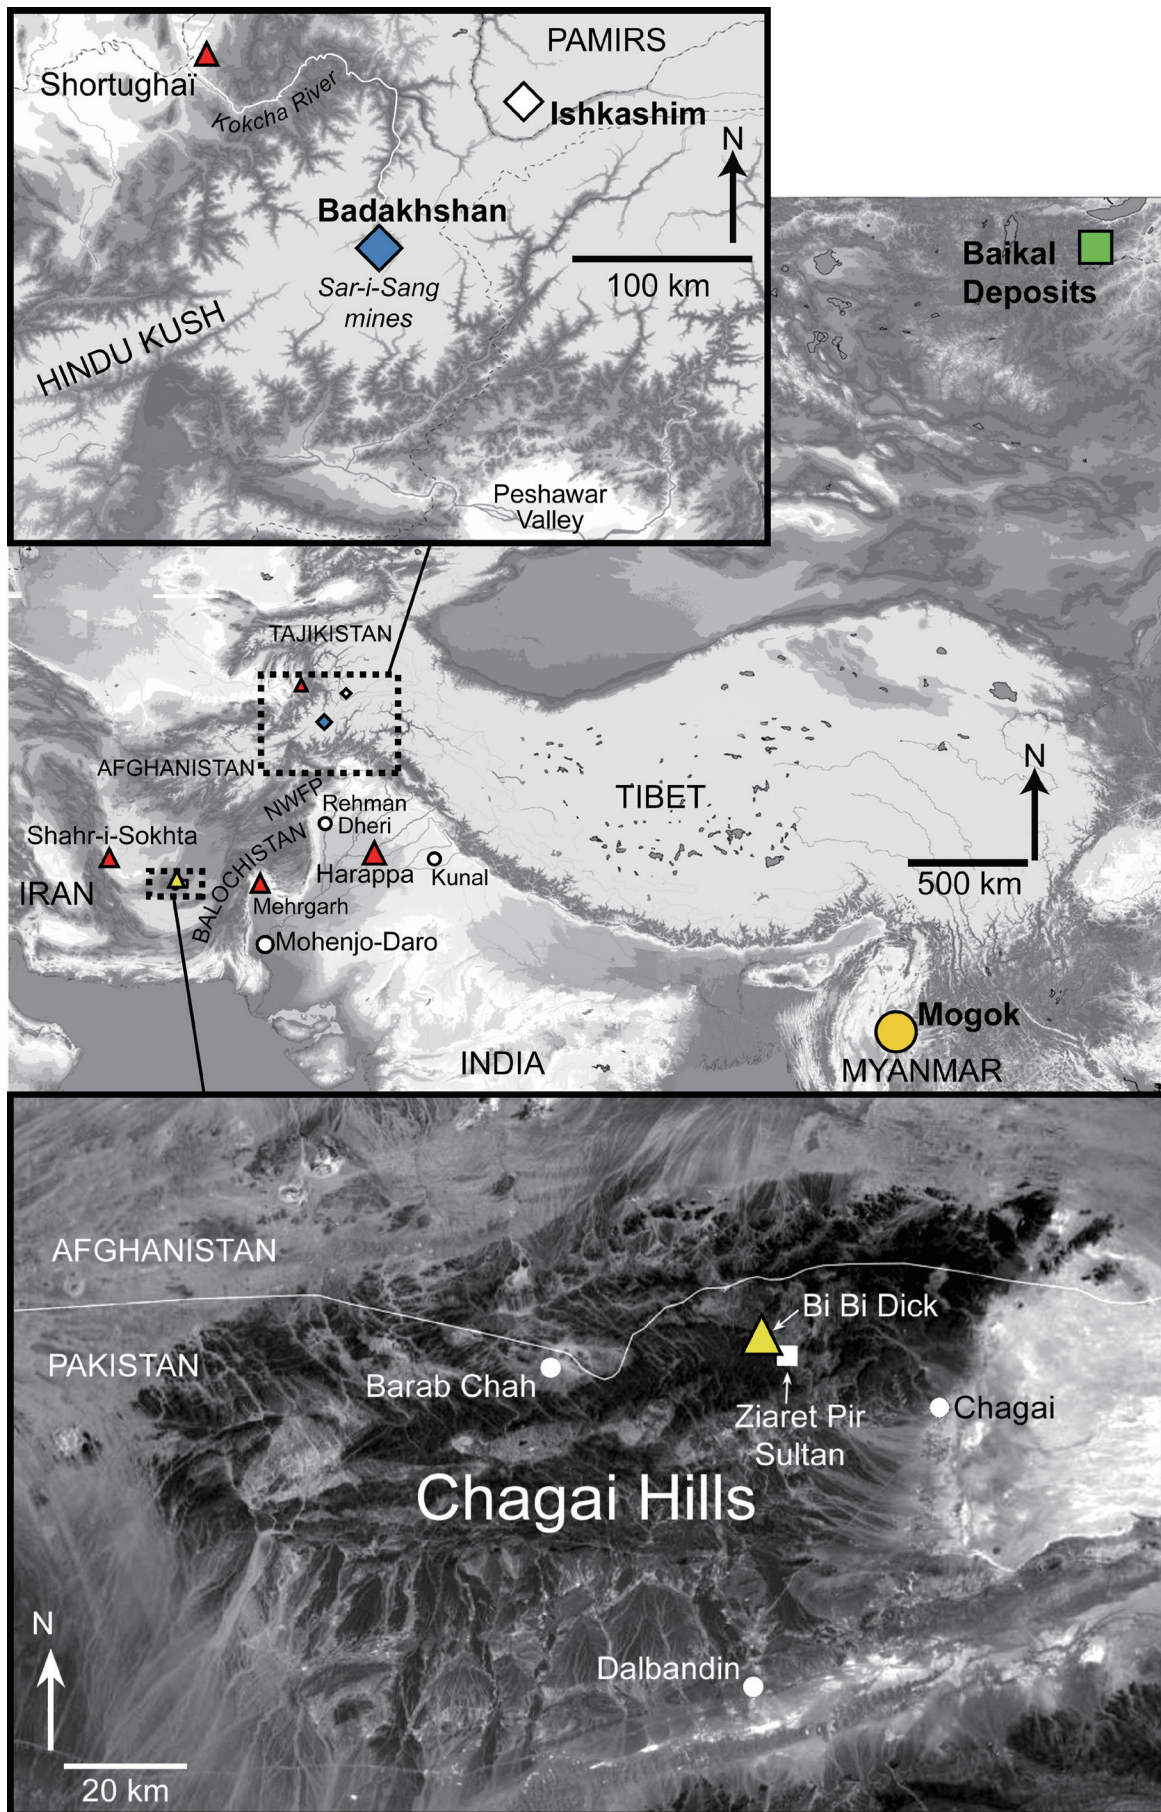 PAMIRS
Shortughaï
Kokcha River
Ishkashim
N
Badakhshan
Sar-i-Sang
mines
100 km
HINDU KUSH
Peshawar
Valley
Baikal
Deposits
TAJIKISTAN
AFGHANISTAN
NWFP
Rehman
Dheri
TIBET
N
500 km
Shahr-i-Sokhta
IRAN
BALOCHISTAN
Harappa
Kunal
Mehrgarh
Mohenjo-Daro
INDIA
Mogok
MYANMAR
AFGHANISTAN
PAKISTAN
Bi Bi Dick
Barab Chah
Ziaret Pir
Sultan
Chagai
Chagai Hills
N
Dalbandin
20 km